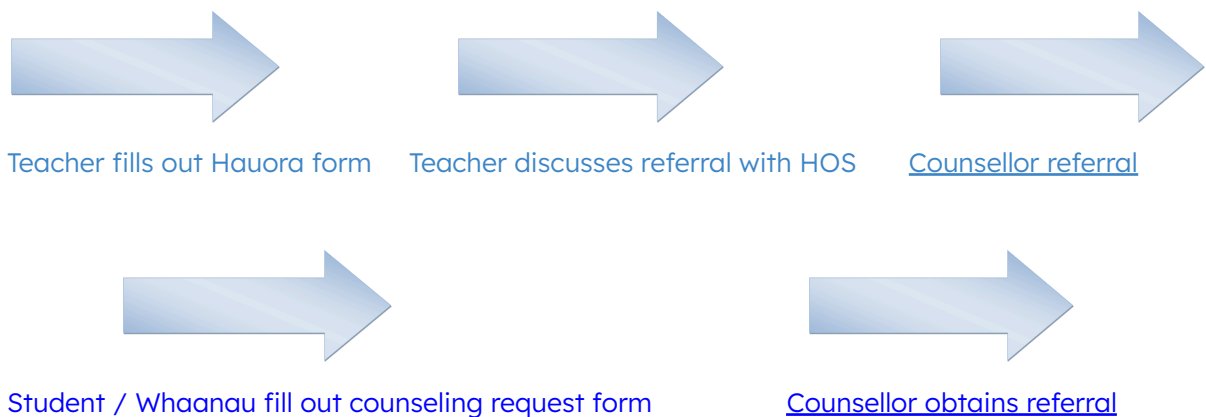 Teacher fills out Hauora form Teacher discusses referral with HOS Counsellor referral
Student / Whaanau fill out counseling request form Counsellor obtains referral